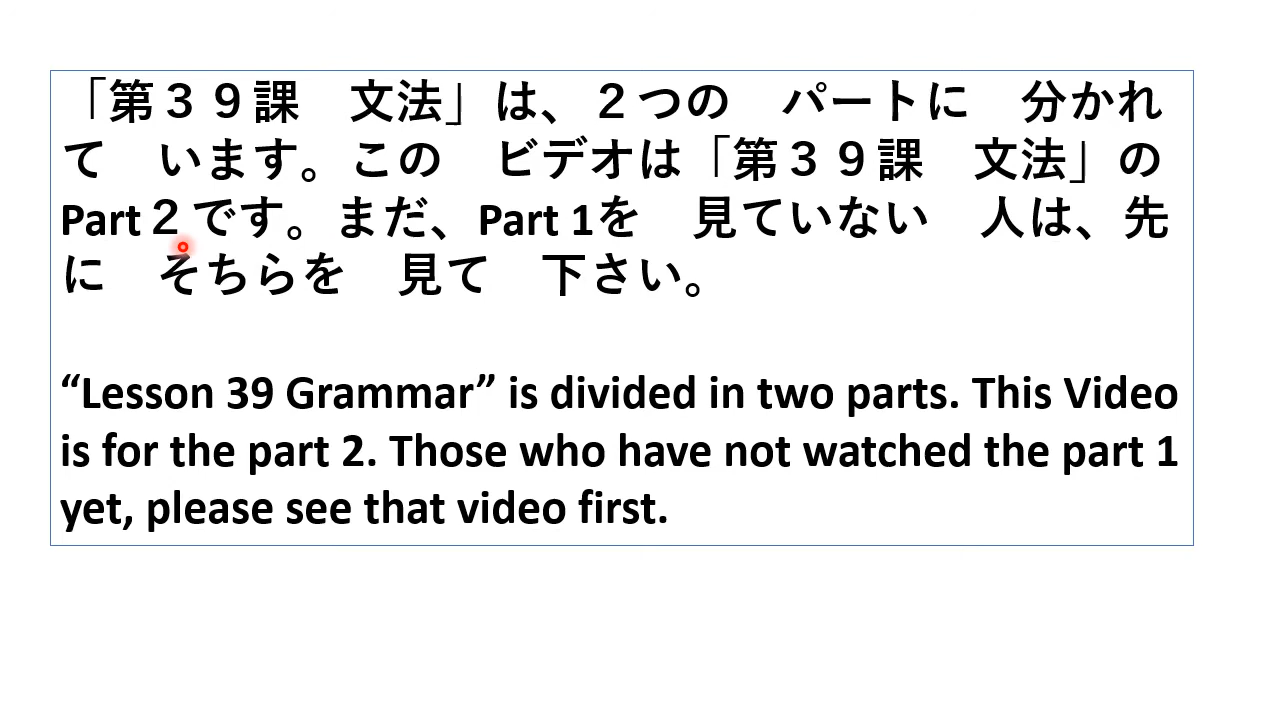 「第３９課　文法」は、２つの　パートに　分かれ
て　います。この　ビデオは「第３９課　文法」の
Part２です。まだ、Part 1を　見ていない　人は、先
に　そちらを　見て　下さい。
“Lesson 39 Grammar” is divided in two parts. This Video
is for the part 2. Those who have not watched the part 1
yet, please see that video first.